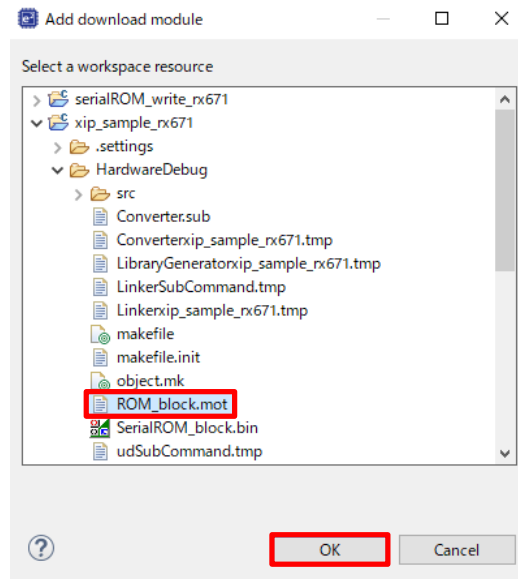 Add download module
Select a workspace resource
serialROM_write_rx671
xip_sample_rx671
.settings
HardwareDebug
src
Converter.sub
Converterxip_sample_rx671.tmp
LibraryGeneratorxip_sample_rx671.tmp
LinkerSubCommand.tmp
Linkerxip_sample_rx671.tmp
makefile
makefile.init
object.mk
ROM_block.mot
SerialROM_block.bin
udSubCommand.tmp
? OK Cancel